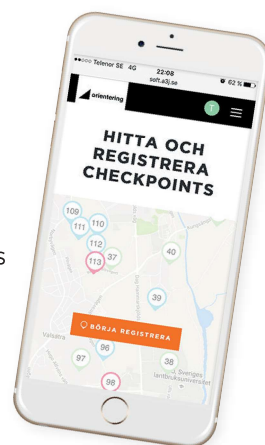 Telenor SE 4G 22:08 62 %
soft.a3j.se
orientering
T
HITTA OCH
REGISTRERA
CHECKPOINTS
109
110
111
112
37
113
40
39
BÖRJA REGISTRERA
Valsätra
96
97
38
J. Sveriges
lantbruksuniversitet
98
S